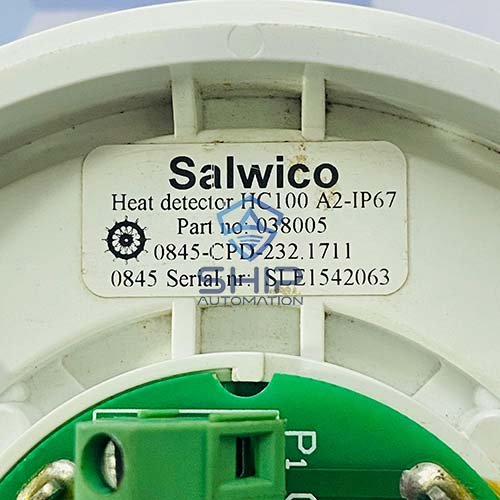 Salwico
Heat detector HC100 A2-IP67
Part no: 038005
0845-CPD-232.1711
0845 Serial nr: SLE1542063
SHIP
AUTOMATION
P1